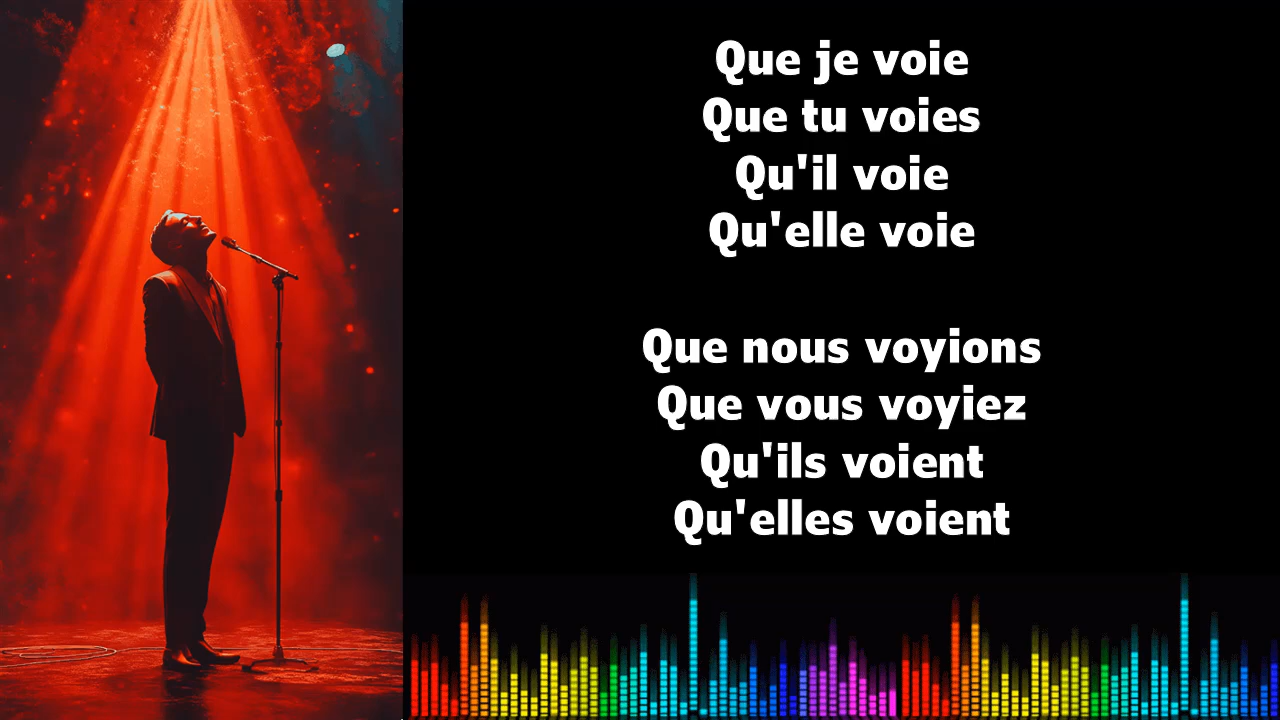 Que je voie
Que tu voies
Qu'il voie
Qu'elle voie
Que nous voyions
Que vous voyiez
Qu'ils voient
Qu'elles voient